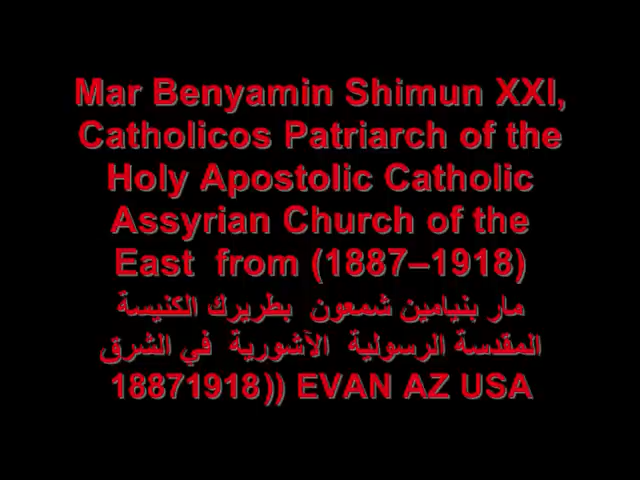 Mar Benyamin Shimun XXI,
Catholicos Patriarch of the
Holy Apostolic Catholic
Assyrian Church of the
East  from (1887–1918)
مار بنيامين شمعون  بطريرك الكنيسة
المقدسة الرسولية  الآشورية  في الشرق
18871918)) EVAN AZ USA